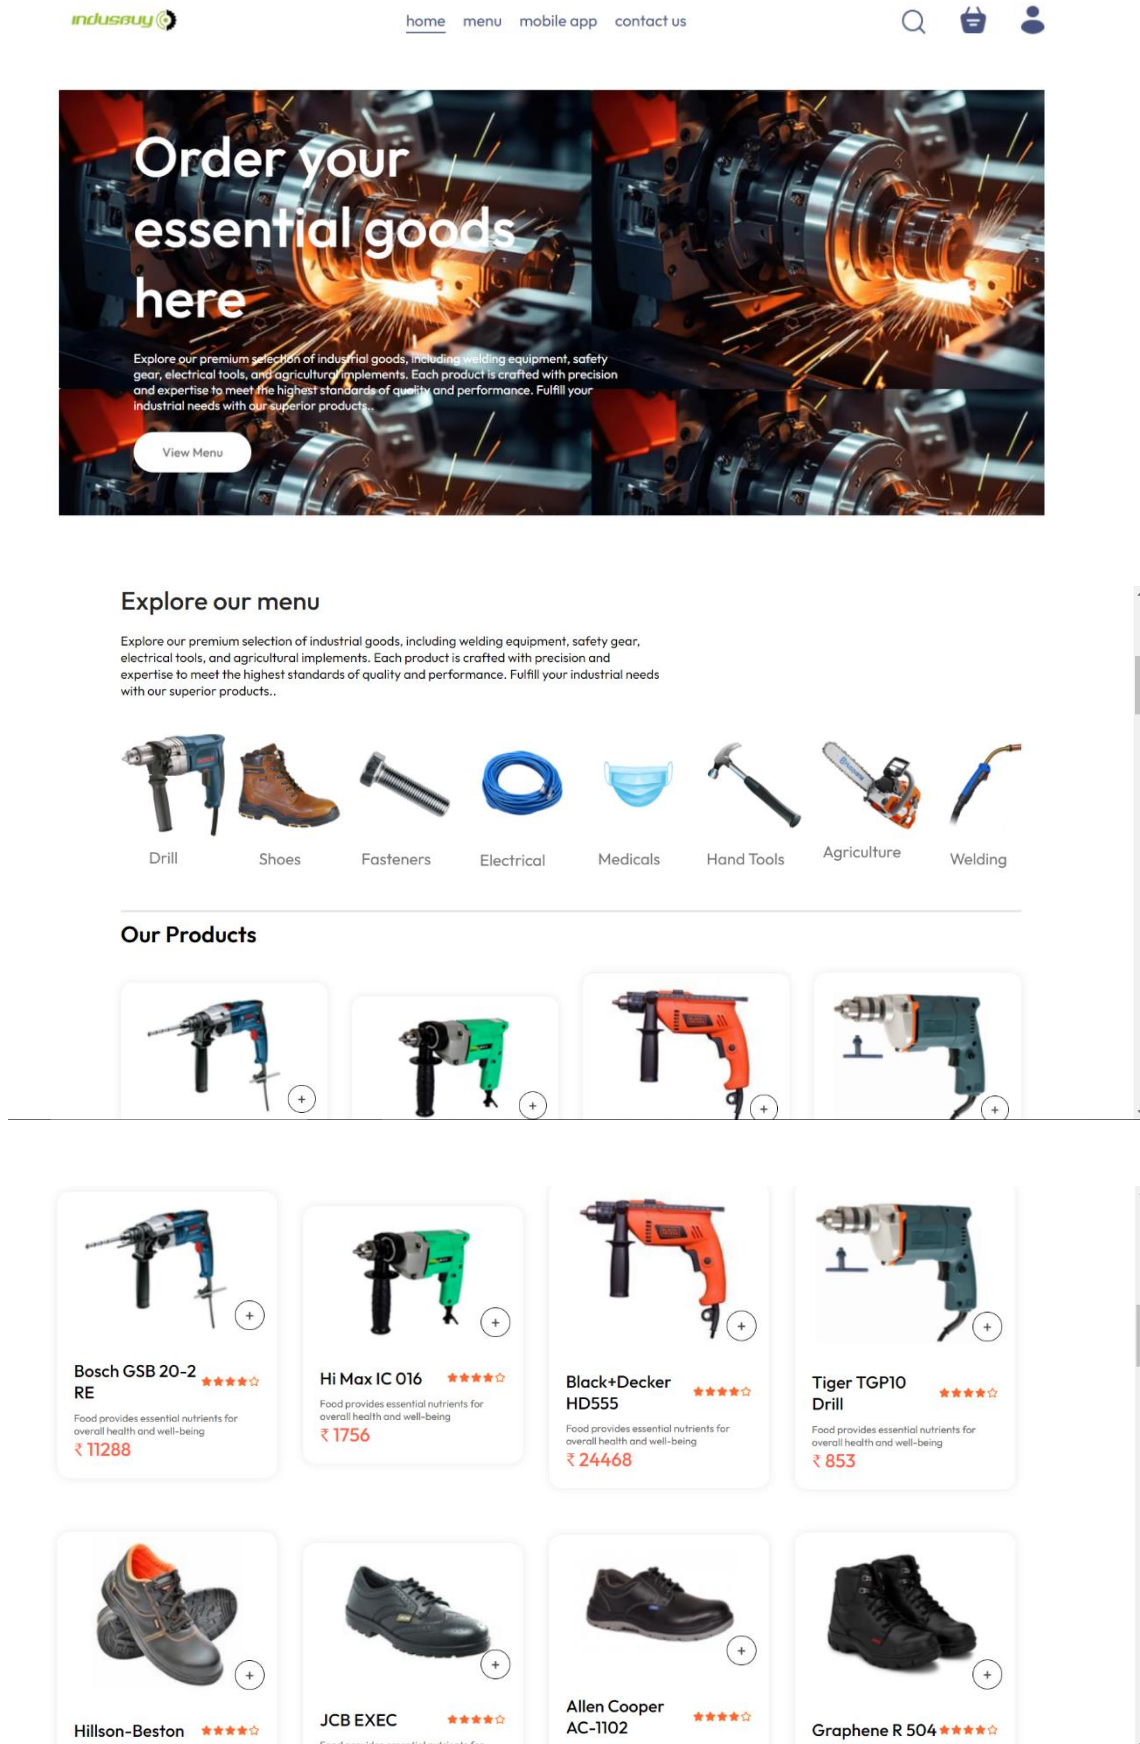 INDUSBUY
home menu mobile app contact us
Order your
essential goods
here
Explore our premium selection of industrial goods, including welding equipment, safety
gear, electrical tools, and agricultural implements. Each product is crafted with precision
and expertise to meet the highest standards of quality and performance. Fulfill your
industrial needs with our superior products..
View Menu
Explore our menu
Explore our premium selection of industrial goods, including welding equipment, safety gear,
electrical tools, and agricultural implements. Each product is crafted with precision and
expertise to meet the highest standards of quality and performance. Fulfill your industrial needs
with our superior products..
Drill Shoes Fasteners Electrical Medicals Hand Tools Agriculture Welding
Our Products
Bosch GSB 20-2
RE
Food provides essential nutrients for
overall health and well-being
₹ 11288
Hi Max IC 016
Food provides essential nutrients for
overall health and well-being
₹ 1756
Black+Decker
HD555
Food provides essential nutrients for
overall health and well-being
₹ 24468
Tiger TGP10
Drill
Food provides essential nutrients for
overall health and well-being
₹ 853
Hillson-Beston
JCB EXEC
Allen Cooper
AC-1102
Graphene R 504